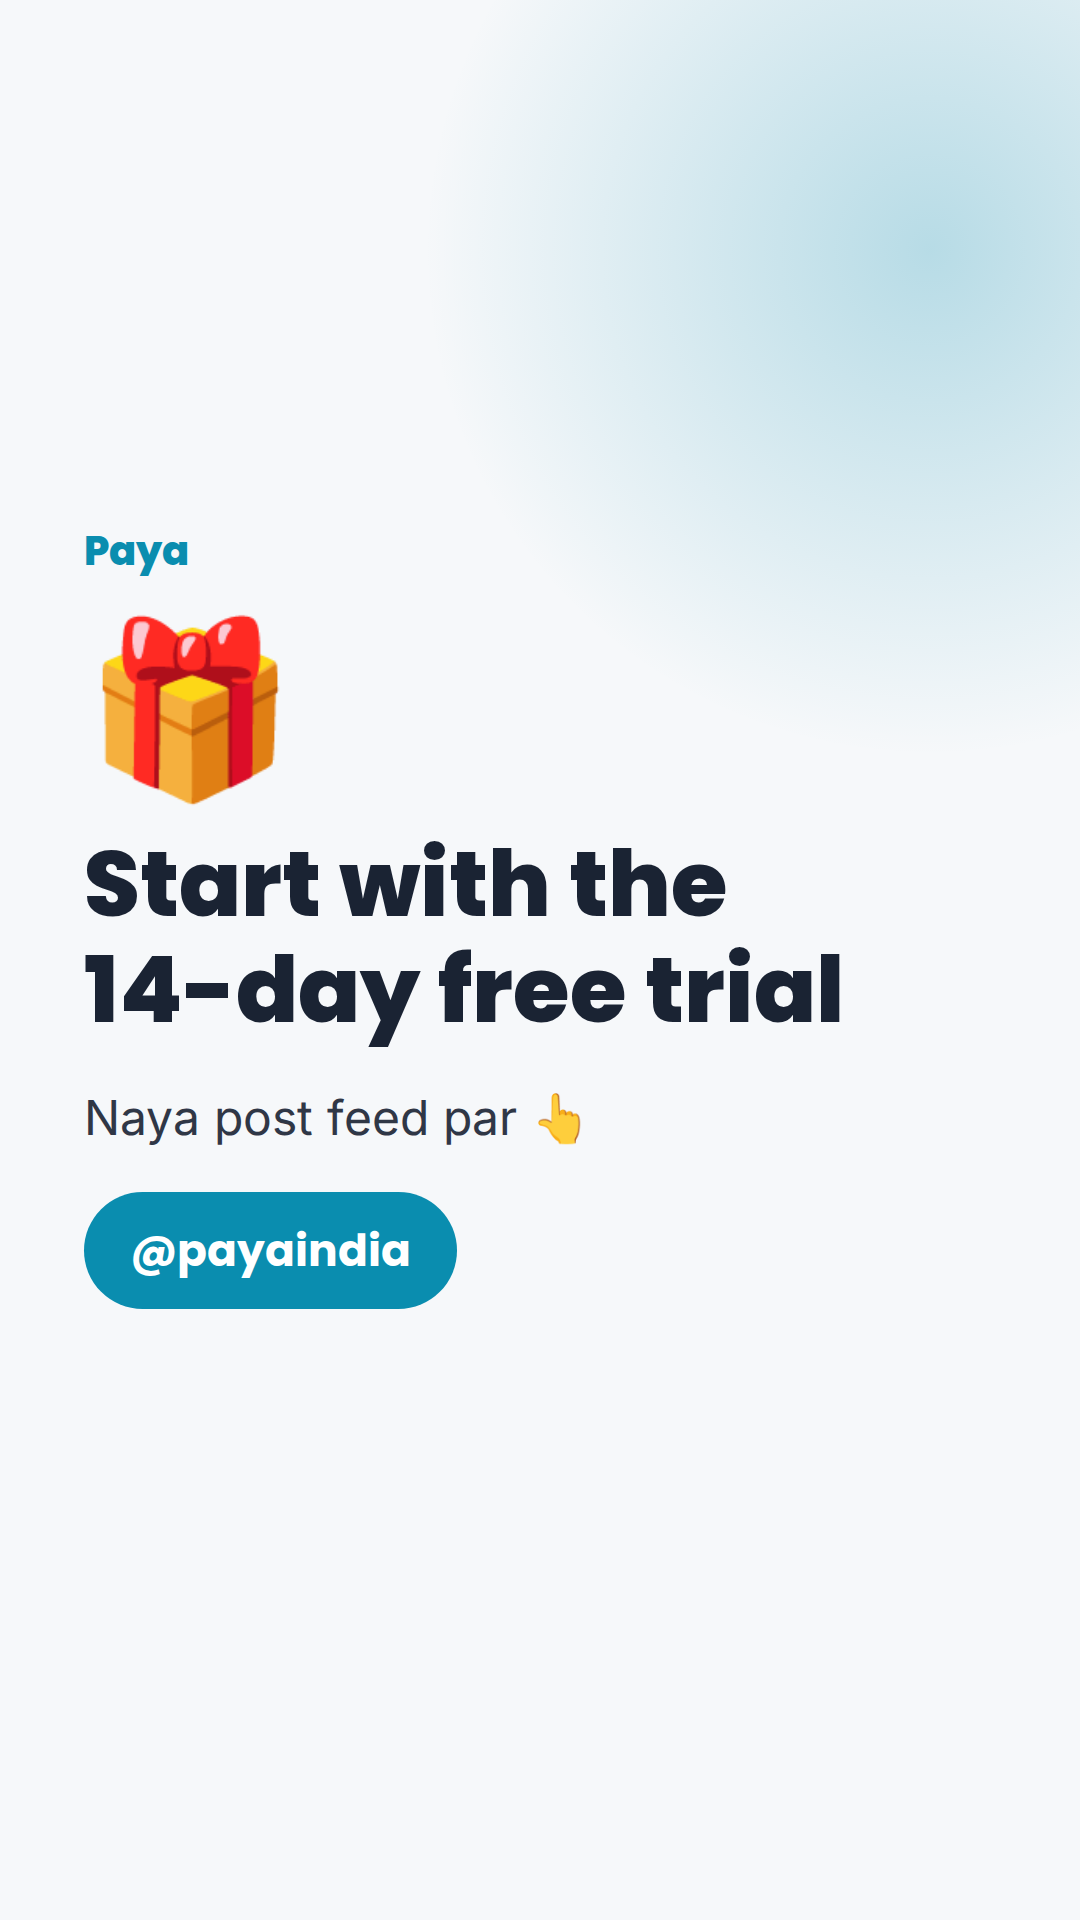 Paya
Start with the
14-day free trial
Naya post feed par 👆
@payaindia